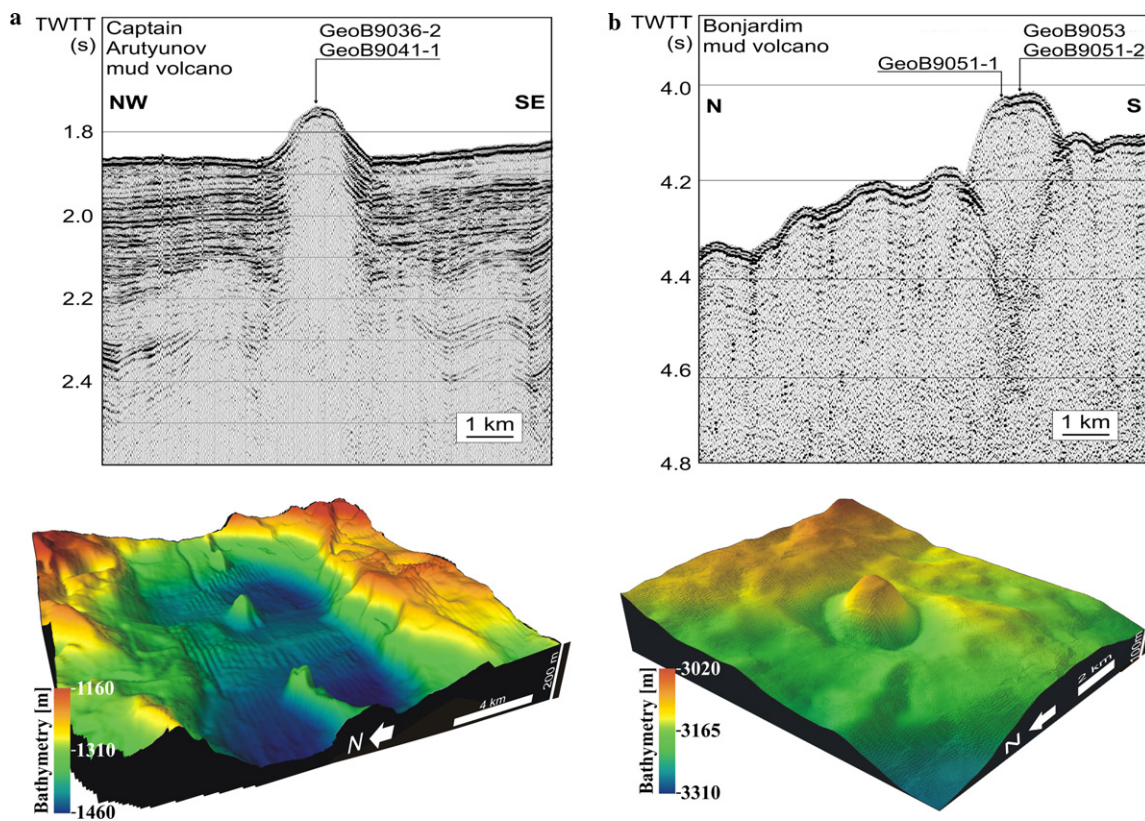 a
TWTT
(s)
Captain
Arutyunov
mud volcano
GeoB9036-2
GeoB9041-1
NW
SE
1.8
2.0
2.2
2.4
1 km
b
TWTT
(s)
Bonjardim
mud volcano
GeoB9053
GeoB9051-2
GeoB9051-1
N
S
4.0
4.2
4.4
4.6
4.8
1 km
Bathymetry [m]
-1160
-1310
-1460
N
4 km
200 m
Bathymetry [m]
-3020
-3165
-3310
N
2 km
100m